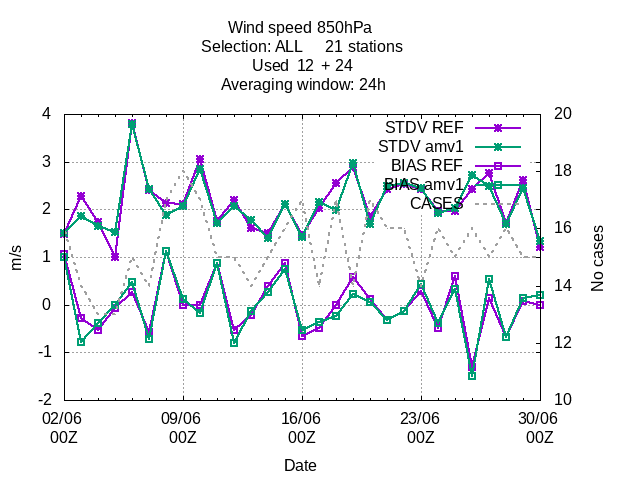 Wind speed 850hPa
Selection: ALL 21 stations
Used 12 + 24
Averaging window: 24h
4
3
2
1
0
-1
-2
m/s
20
18
16
14
12
10
No cases
STDV REF
STDV amv1
BIAS REF
BIAS amv1
CASES
02/06 09/06 16/06 23/06 30/06
00Z 00Z 00Z 00Z 00Z
Date